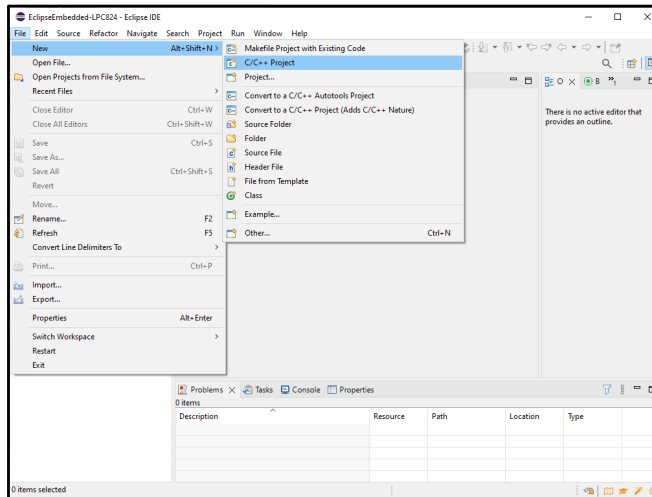 EclipseEmbedded-LPC824 - Eclipse IDE
File Edit Source Refactor Navigate Search Project Run Window Help
New Alt+Shift+N >
Open File...
Open Projects from File System...
Recent Files >
Close Editor Ctrl+W
Close All Editors Ctrl+Shift+W
Save Ctrl+S
Save As...
Save All Ctrl+Shift+S
Revert
Move...
Rename... F2
Refresh F5
Convert Line Delimiters To >
Print... Ctrl+P
Import...
Export...
Properties Alt+Enter
Switch Workspace >
Restart
Exit
Makefile Project with Existing Code
C/C++ Project
Project...
Convert to a C/C++ Autotools Project
Convert to a C/C++ Project (Adds C/C++ Nature)
Source Folder
Folder
Source File
Header File
File from Template
Class
Example...
Other... Ctrl+N
O B 1
There is no active editor that
provides an outline.
Problems Tasks Console Properties
0 items
Description Resource Path Location Type
0 items selected